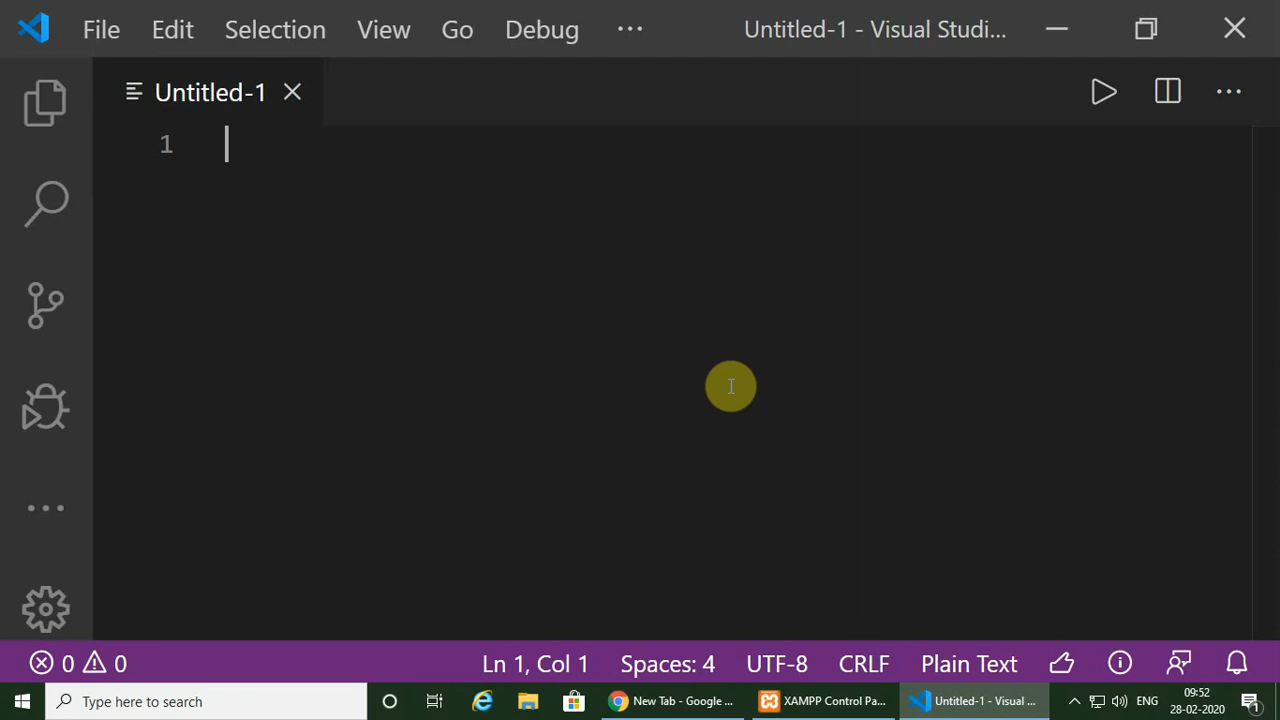 File Edit Selection View Go Debug ··· Untitled-1 - Visual Studi...
Untitled-1
1
0 0 Ln 1, Col 1 Spaces: 4 UTF-8 CRLF Plain Text
Type here to search New Tab - Google ... XAMPP Control Pa... Untitled-1 - Visual ... ENG 09:52
28-02-2020 1